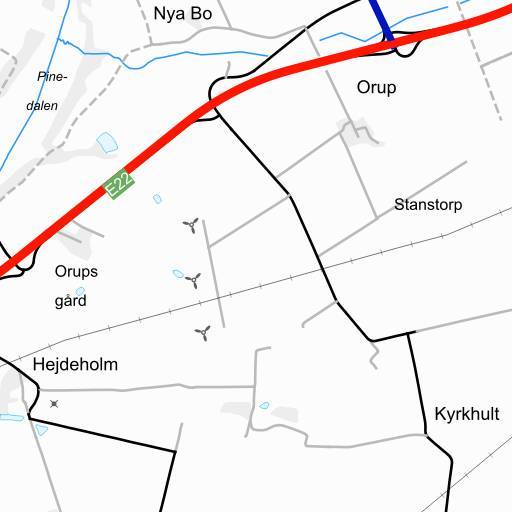 Nya Bo
Pine-
dalen
Orup
E22
Stanstorp
Orups
gård
Hejdeholm
Kyrkhult